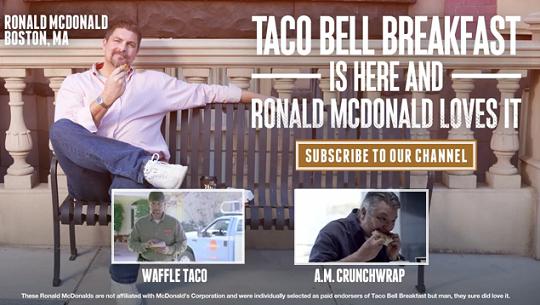 RONALD MCDONALD
BOSTON, MA
TACO BELL BREAKFAST
IS HERE AND
RONALD MCDONALD LOVES IT
SUBSCRIBE TO OUR CHANNEL
WAFFLE TACO
A.M. CRUNCHWRAP
These Ronald McDonalds are not affiliated with McDonald's Corporation and were individually selected as paid endorsers of Taco Bell Breakfast but man, they sure did love it.